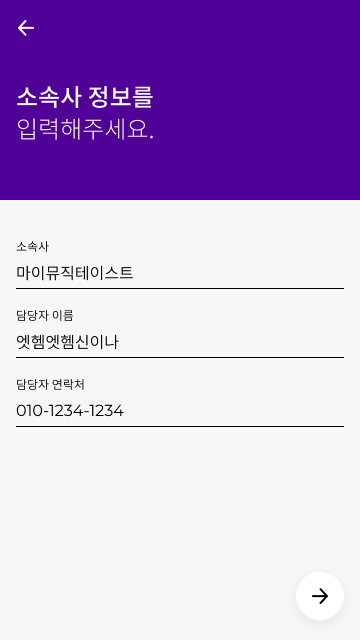 소속사 정보를
입력해주세요.
소속사
마이뮤직테이스트
담당자 이름
엣헴엣헴신이나
담당자 연락처
010-1234-1234